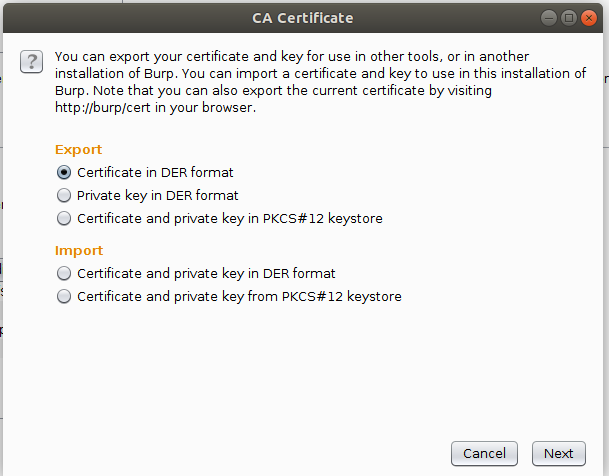 CA Certificate
?
You can export your certificate and key for use in other tools, or in another
installation of Burp. You can import a certificate and key to use in this installation of
Burp. Note that you can also export the current certificate by visiting
http://burp/cert in your browser.
Export
Certificate in DER format
Private key in DER format
Certificate and private key in PKCS#12 keystore
Import
Certificate and private key in DER format
Certificate and private key from PKCS#12 keystore
Cancel
Next